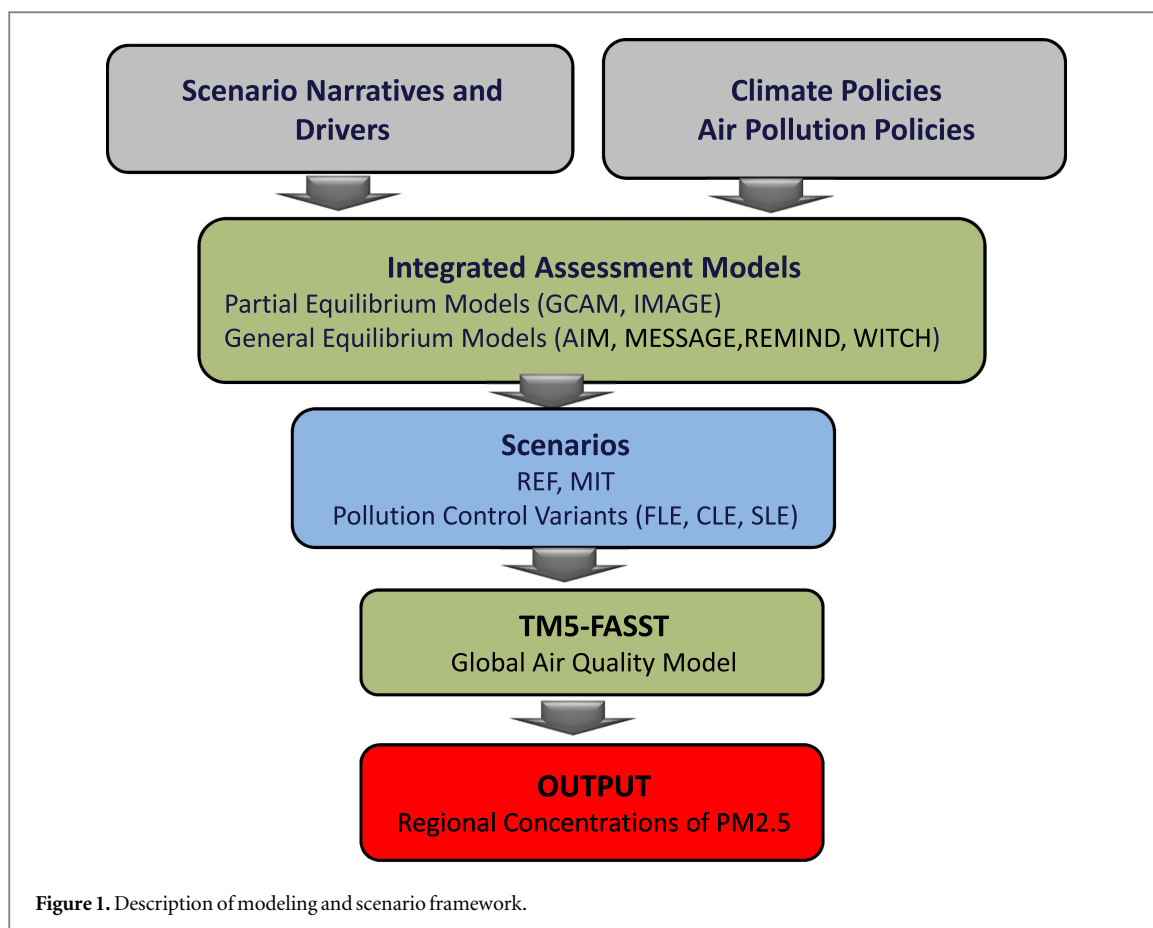 Scenario Narratives and
Drivers
Climate Policies
Air Pollution Policies
Integrated Assessment Models
Partial Equilibrium Models (GCAM, IMAGE)
General Equilibrium Models (AIM, MESSAGE,REMIND, WITCH)
Scenarios
REF, MIT
Pollution Control Variants (FLE, CLE, SLE)
TM5-FASST
Global Air Quality Model
OUTPUT
Regional Concentrations of PM2.5
Figure 1. Description of modeling and scenario framework.